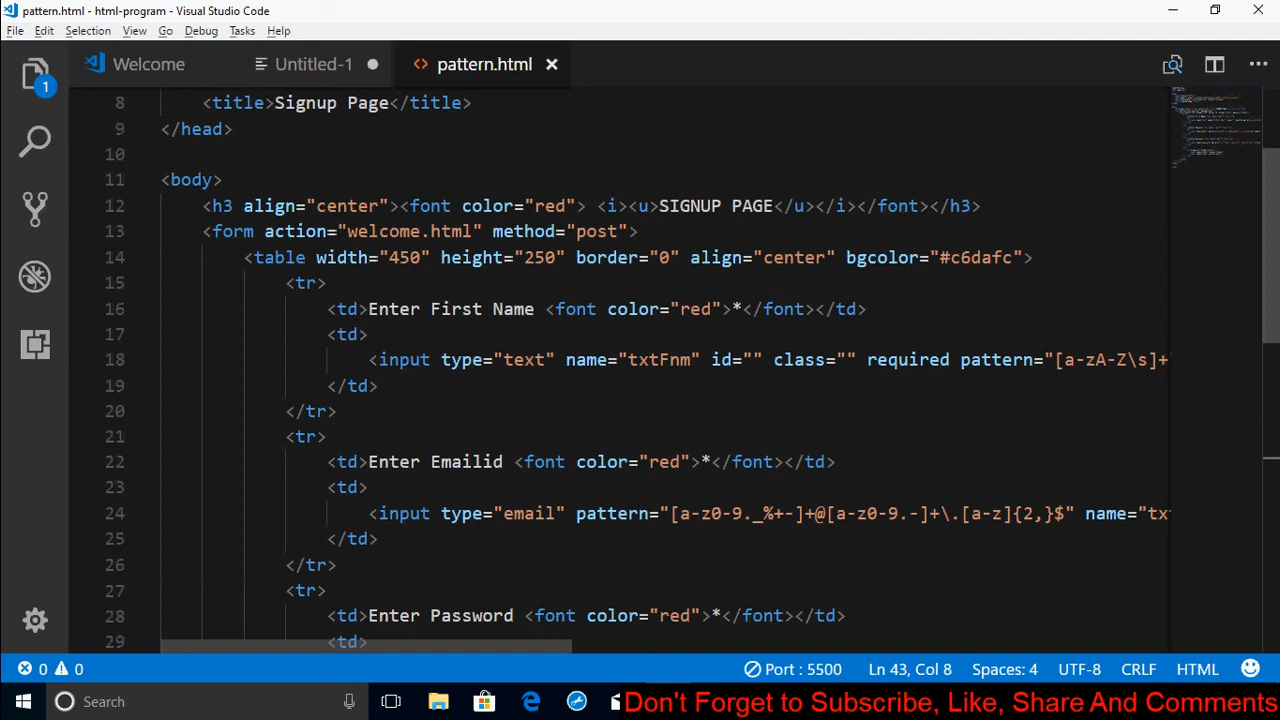 pattern.html - html-program - Visual Studio Code
File Edit Selection View Go Debug Tasks Help
Welcome Untitled-1 pattern.html
1
8 <title>Signup Page</title>
9 </head>
10
11 <body>
12 <h3 align="center"><font color="red"> <i><u>SIGNUP PAGE</u></i></font></h3>
13 <form action="welcome.html" method="post">
14 <table width="450" height="250" border="0" align="center" bgcolor="#c6dafc">
15 <tr>
16 <td>Enter First Name <font color="red">*</font></td>
17 <td>
18 <input type="text" name="txtFnm" id="" class="" required pattern="[a-zA-Z\s]+
19 </td>
20 </tr>
21 <tr>
22 <td>Enter Emailid <font color="red">*</font></td>
23 <td>
24 <input type="email" pattern="[a-z0-9._%+-]+@[a-z0-9.-]+\.[a-z]{2,}$" name="tx
25 </td>
26 </tr>
27 <tr>
28 <td>Enter Password <font color="red">*</font></td>
29 <td>
0 0 Port : 5500 Ln 43, Col 8 Spaces: 4 UTF-8 CRLF HTML
Search Don't Forget to Subscribe, Like, Share And Comments